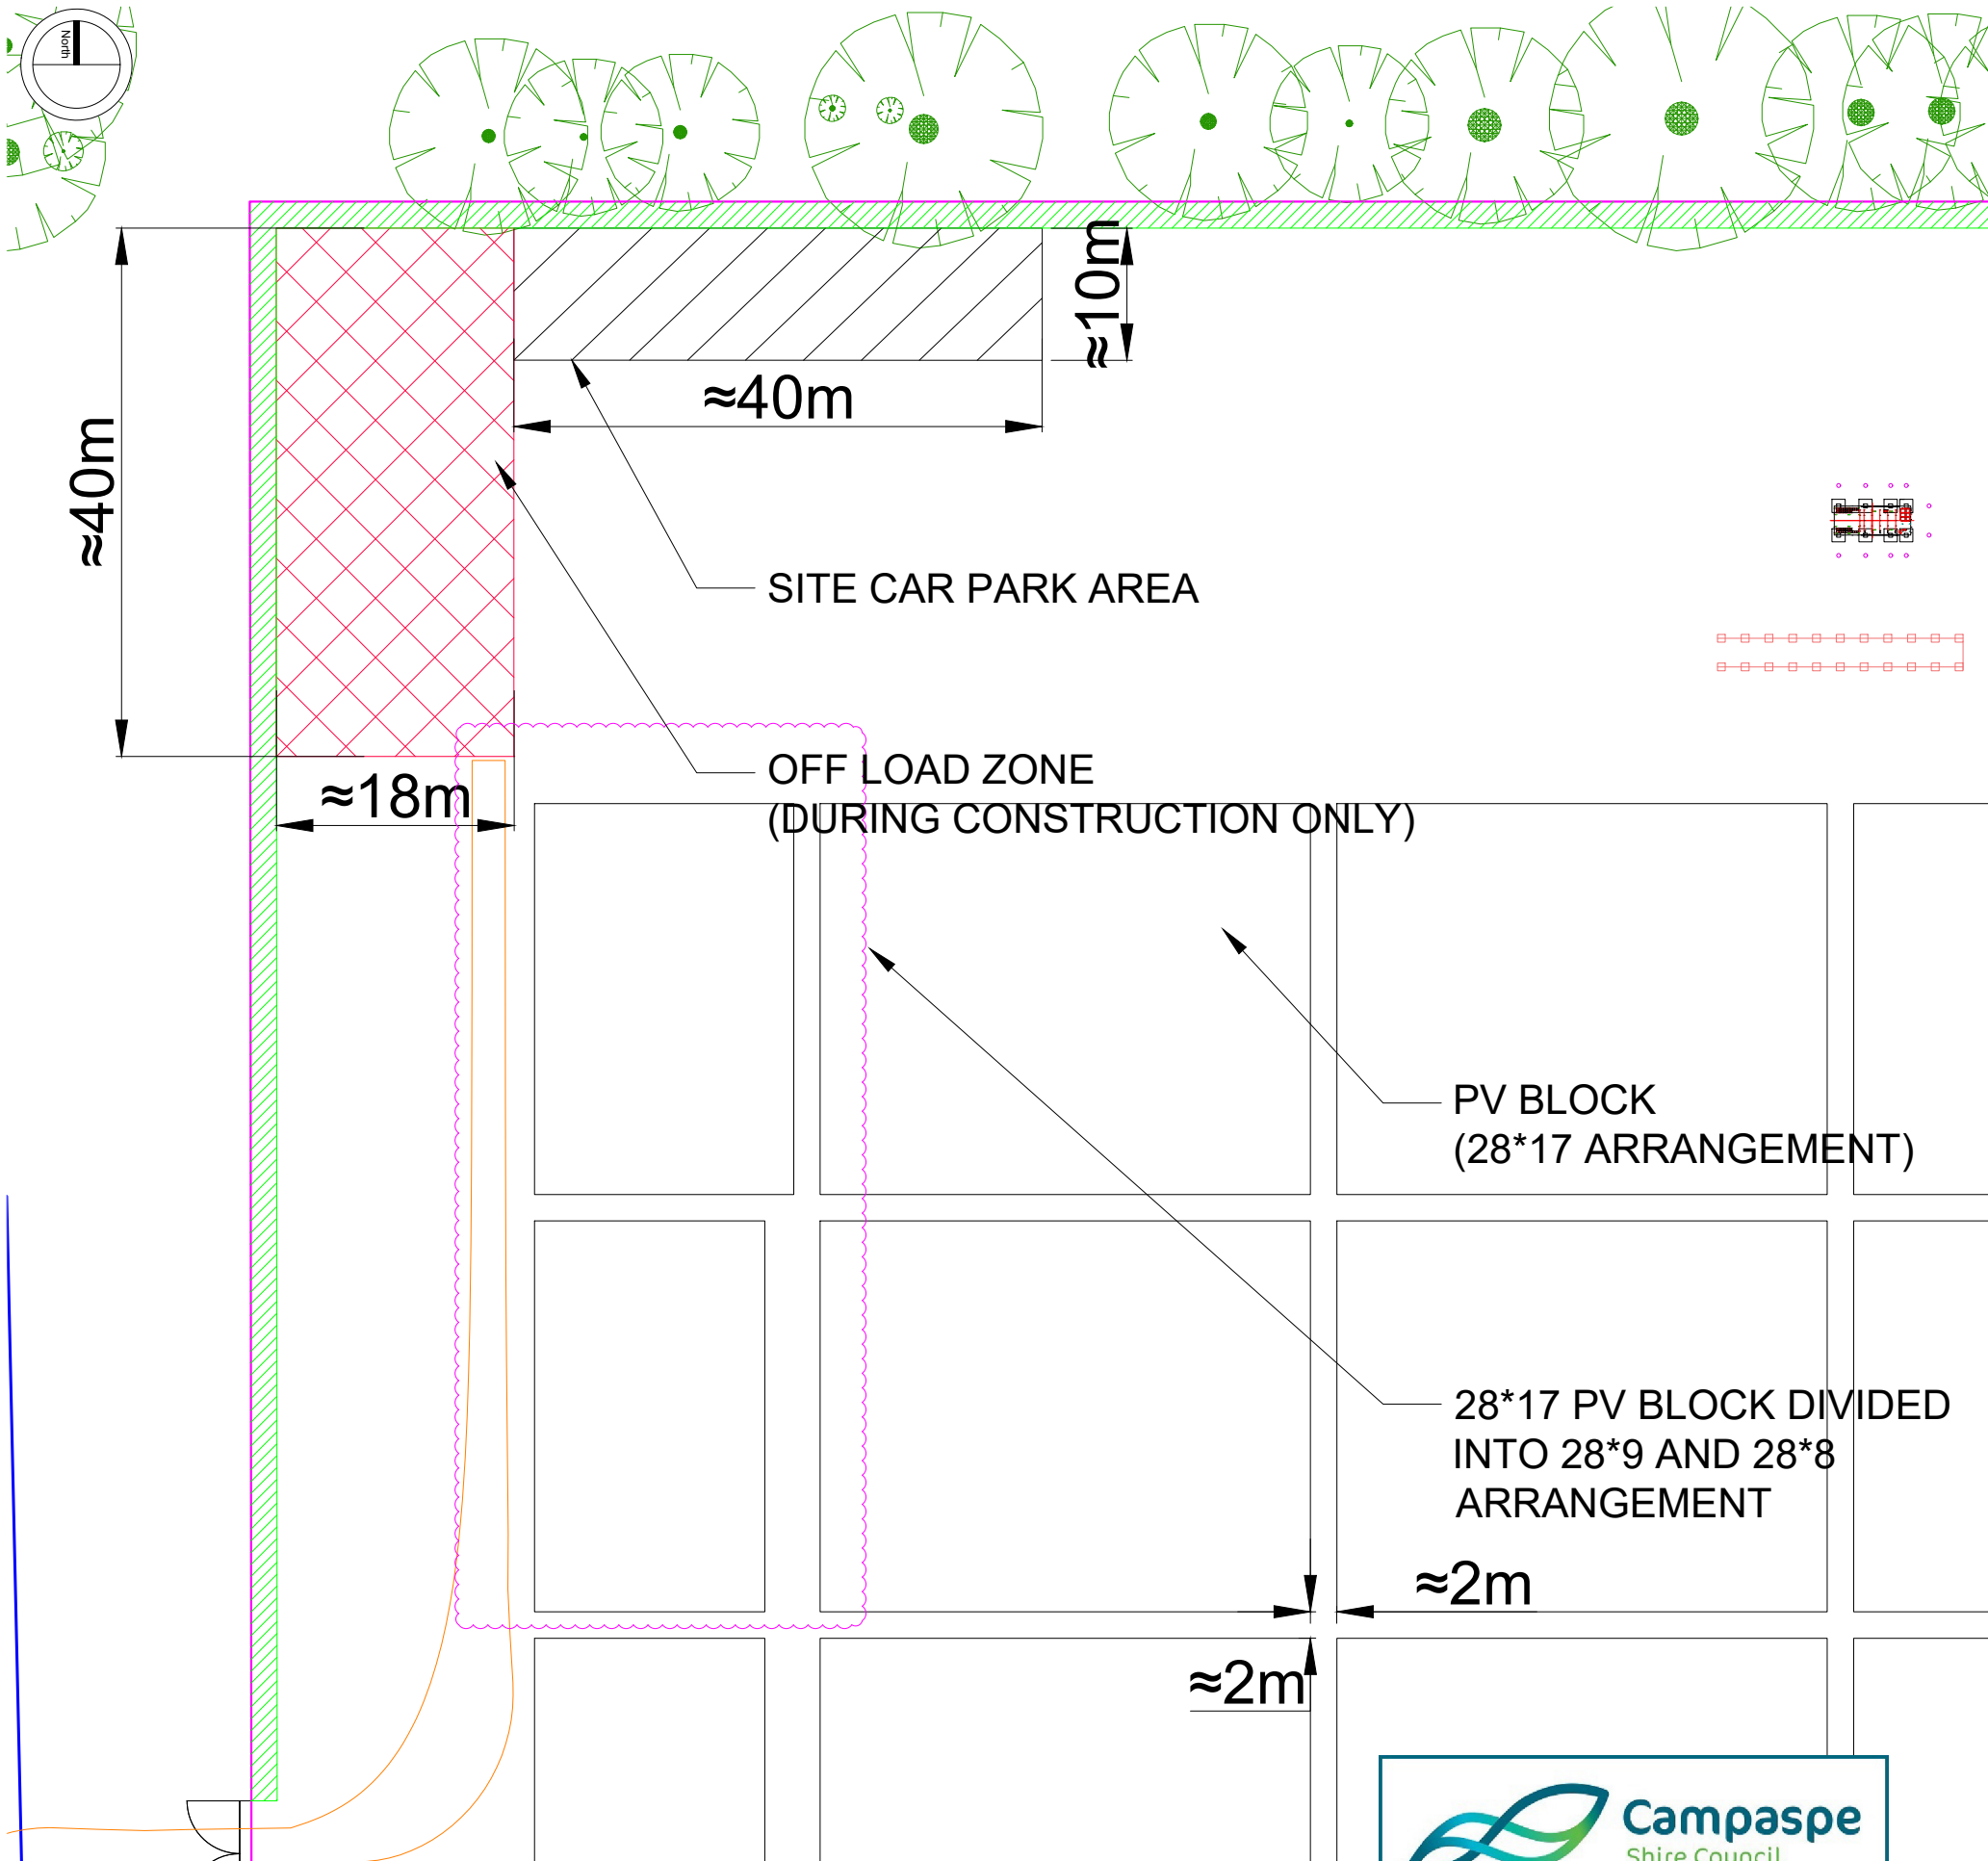 North
≈10m
≈40m
≈40m
SITE CAR PARK AREA
OFF LOAD ZONE
(DURING CONSTRUCTION ONLY)
≈18m
PV BLOCK
(28*17 ARRANGEMENT)
28*17 PV BLOCK DIVIDED
INTO 28*9 AND 28*8
ARRANGEMENT
≈2m
≈2m
Campaspe
Shire Council